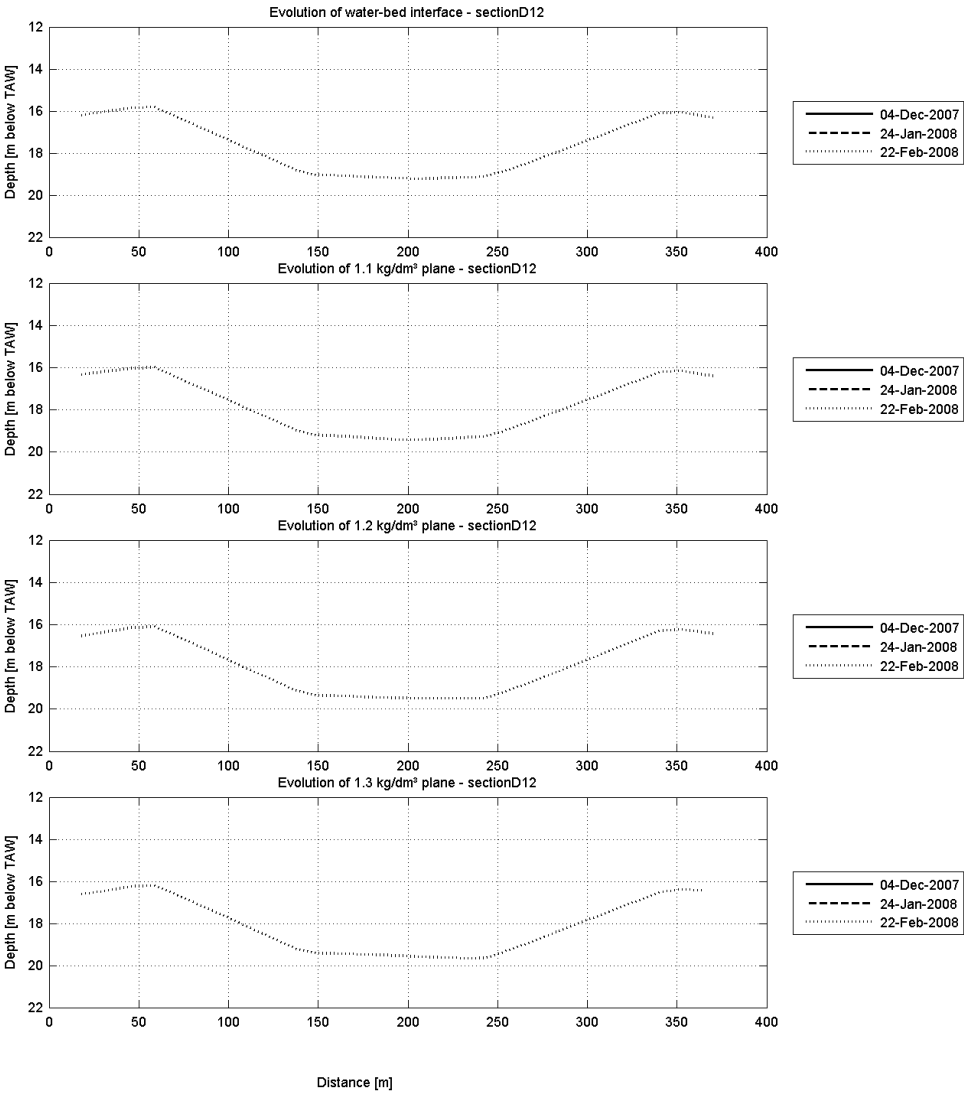 Evolution of water-bed interface - sectionD12
Depth [m below TAW]
12
14
16
18
20
22
0 50 100 150 200 250 300 350 400
04-Dec-2007
24-Jan-2008
22-Feb-2008
Evolution of 1.1 kg/dm³ plane - sectionD12
Depth [m below TAW]
12
14
16
18
20
22
0 50 100 150 200 250 300 350 400
04-Dec-2007
24-Jan-2008
22-Feb-2008
Evolution of 1.2 kg/dm³ plane - sectionD12
Depth [m below TAW]
12
14
16
18
20
22
0 50 100 150 200 250 300 350 400
04-Dec-2007
24-Jan-2008
22-Feb-2008
Evolution of 1.3 kg/dm³ plane - sectionD12
Depth [m below TAW]
12
14
16
18
20
22
0 50 100 150 200 250 300 350 400
04-Dec-2007
24-Jan-2008
22-Feb-2008
Distance [m]